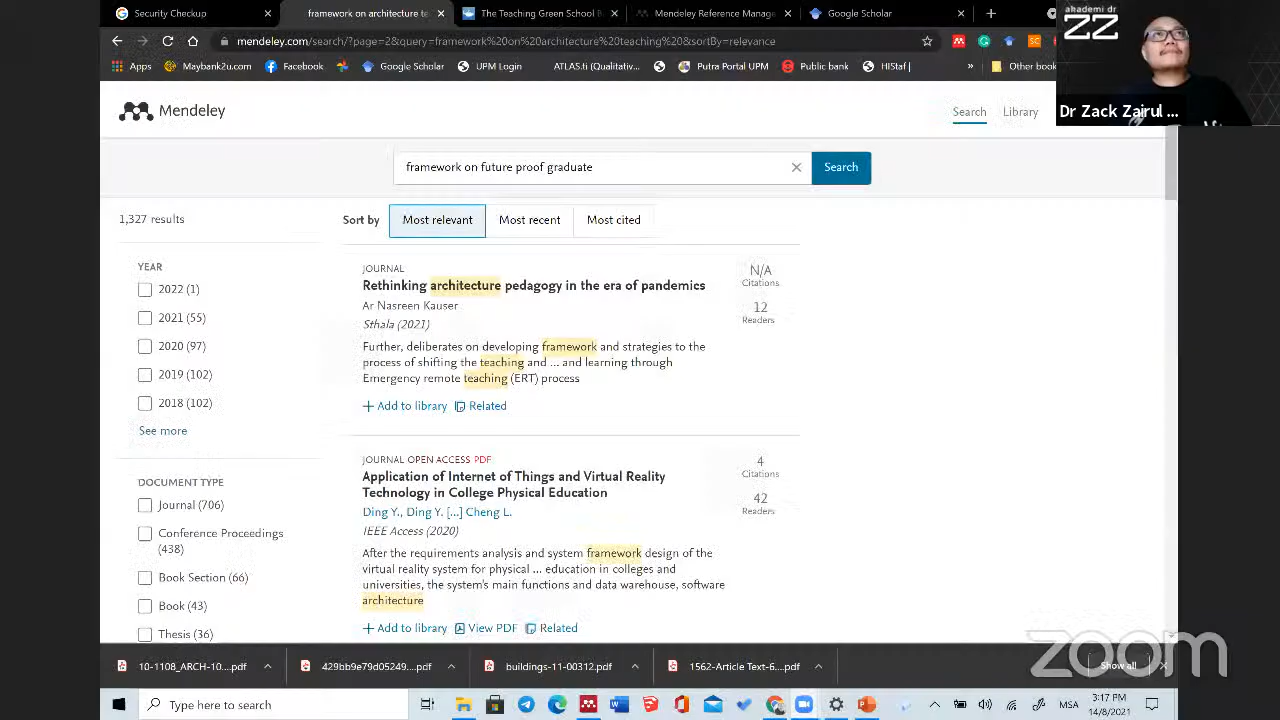 Security Checkup
framework on architecture te
The Teaching Green School B
Mendeley Reference Manage
Google Scholar
mendeley.com/search/?page=1&query=framework%20on%20architecture%20teaching%20&sortBy=relevance
Apps
Maybank2u.com
Facebook
Google Scholar
UPM Login
ATLAS.ti (Qualitativ...
Putra Portal UPM
Public bank
HIStaf |
»
Other boo
akademi dr
ZZ
Dr Zack Zairul ...
Mendeley
Search
Library
framework on future proof graduate
Search
1,327 results
Sort by
Most relevant
Most recent
Most cited
YEAR
2022 (1)
2021 (55)
2020 (97)
2019 (102)
2018 (102)
See more
DOCUMENT TYPE
Journal (706)
Conference Proceedings
(438)
Book Section (66)
Book (43)
Thesis (36)
JOURNAL
Rethinking architecture pedagogy in the era of pandemics
Ar Nasreen Kauser
Sthala (2021)
Further, deliberates on developing framework and strategies to the
process of shifting the teaching and ... and learning through
Emergency remote teaching (ERT) process
Add to library
Related
N/A
Citations
12
Readers
JOURNAL OPEN ACCESS PDF
Application of Internet of Things and Virtual Reality
Technology in College Physical Education
Ding Y., Ding Y. [...] Cheng L.
IEEE Access (2020)
After the requirements analysis and system framework design of the
virtual reality system for physical ... education in colleges and
universities, the system's main functions and data warehouse, software
architecture
Add to library
View PDF
Related
4
Citations
42
Readers
zoom
10-1108_ARCH-10....pdf
429bb9e79d05249....pdf
buildings-11-00312.pdf
1562-Article Text-6....pdf
Show all
Type here to search
MSA
3:17 PM
14/8/2021